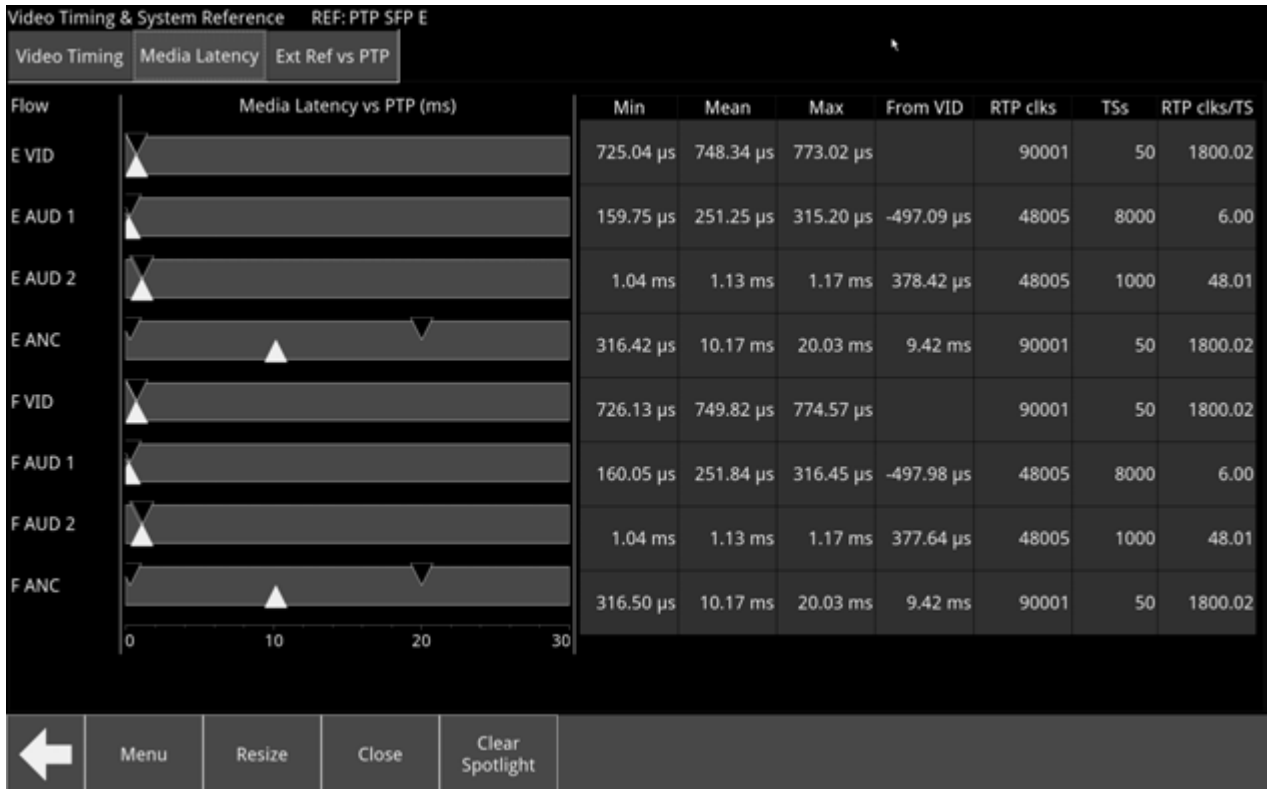 Video Timing & System Reference REF: PTP SFP E
Video Timing Media Latency Ext Ref vs PTP
Flow Media Latency vs PTP (ms) Min Mean Max From VID RTP clks TSs RTP clks/TS
E VID 725.04 µs 748.34 µs 773.02 µs 90001 50 1800.02
E AUD 1 159.75 µs 251.25 µs 315.20 µs -497.09 µs 48005 8000 6.00
E AUD 2 1.04 ms 1.13 ms 1.17 ms 378.42 µs 48005 1000 48.01
E ANC 316.42 µs 10.17 ms 20.03 ms 9.42 ms 90001 50 1800.02
F VID 726.13 µs 749.82 µs 774.57 µs 90001 50 1800.02
F AUD 1 160.05 µs 251.84 µs 316.45 µs -497.98 µs 48005 8000 6.00
F AUD 2 1.04 ms 1.13 ms 1.17 ms 377.64 µs 48005 1000 48.01
F ANC 316.50 µs 10.17 ms 20.03 ms 9.42 ms 90001 50 1800.02
0 10 20 30
Menu Resize Close Clear
Spotlight